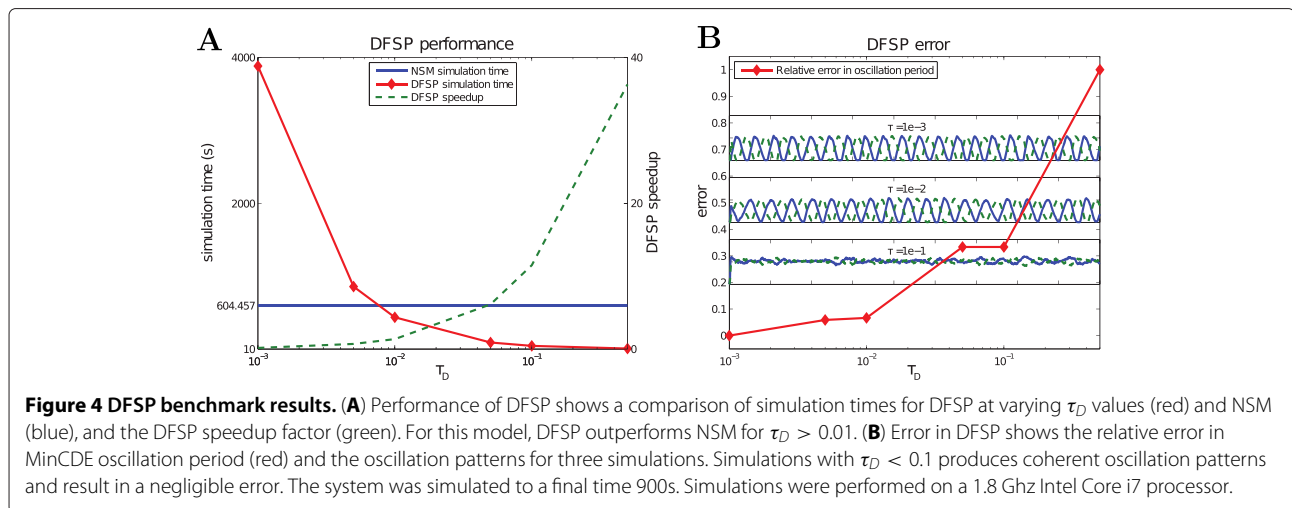 A
DFSP performance
4000
2000
604.457
10
simulation time (s)
NSM simulation time
DFSP simulation time
DFSP speedup
40
20
0
DFSP speedup
10⁻³
10⁻²
10⁻¹
T_D
B
DFSP error
Relative error in oscillation period
1
0.9
0.8
0.7
0.6
0.5
0.4
0.3
0.2
0.1
0
error
τ=1e−3
τ=1e−2
τ=1e−1
10⁻³
10⁻²
10⁻¹
T_D
Figure 4 DFSP benchmark results. (A) Performance of DFSP shows a comparison of simulation times for DFSP at varying τ_D values (red) and NSM
(blue), and the DFSP speedup factor (green). For this model, DFSP outperforms NSM for τ_D > 0.01. (B) Error in DFSP shows the relative error in
MinCDE oscillation period (red) and the oscillation patterns for three simulations. Simulations with τ_D < 0.1 produces coherent oscillation patterns
and result in a negligible error. The system was simulated to a final time 900s. Simulations were performed on a 1.8 Ghz Intel Core i7 processor.